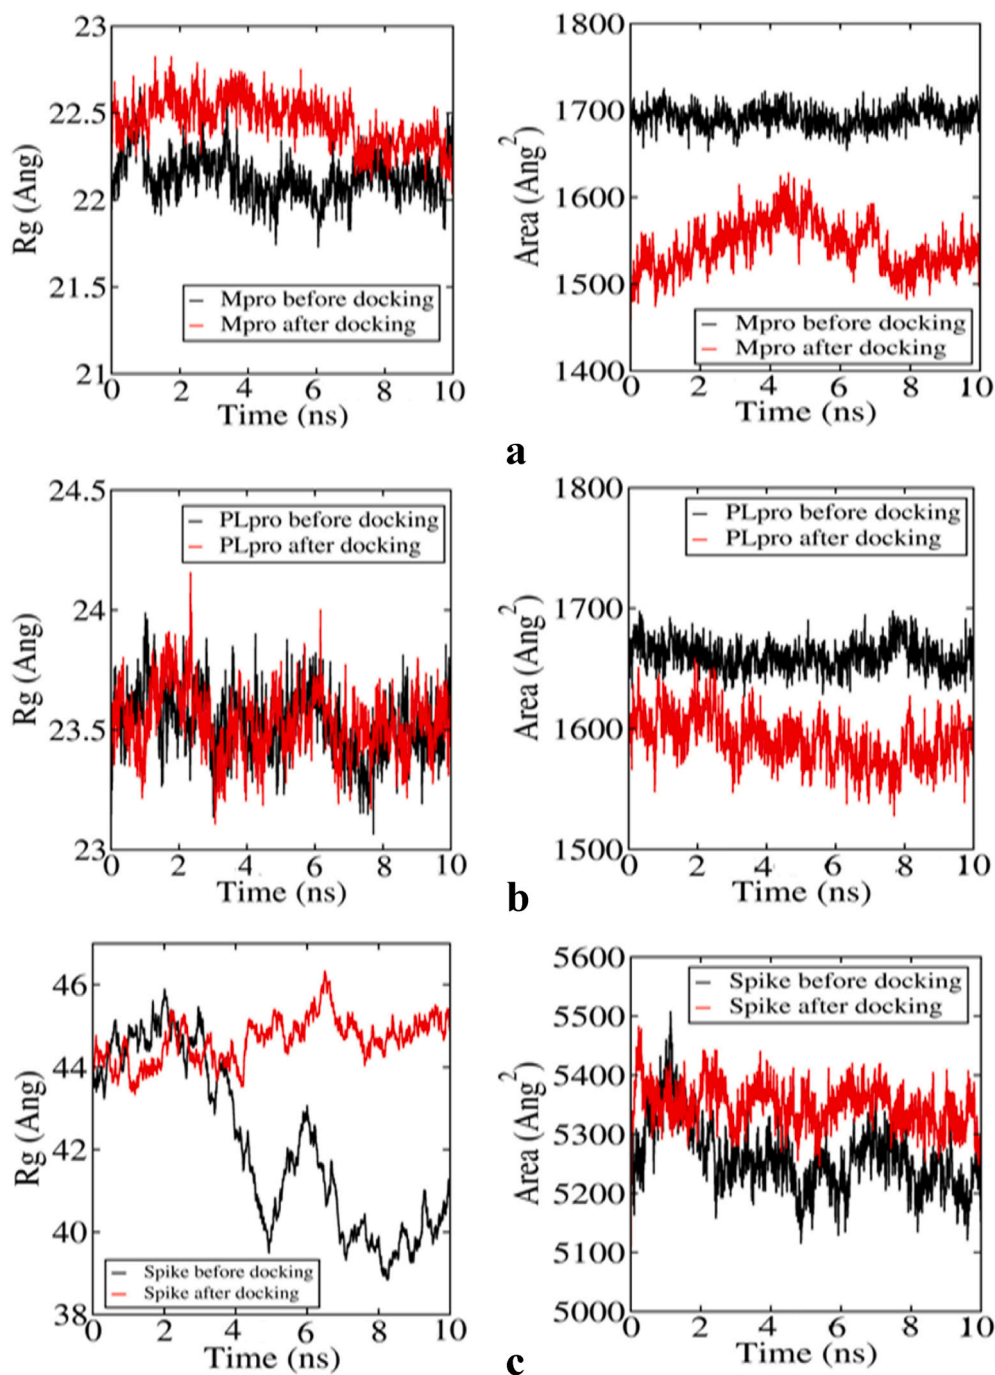 23
22.5
22
21.5
21
Rg (Ang)
Mpro before docking
Mpro after docking
0 2 4 6 8 10
Time (ns)
1800
1700
1600
1500
1400
Area (Ang²)
Mpro before docking
Mpro after docking
0 2 4 6 8 10
Time (ns)
a
24.5
24
23.5
23
Rg (Ang)
PLpro before docking
PLpro after docking
0 2 4 6 8 10
Time (ns)
1800
1700
1600
1500
Area (Ang²)
PLpro before docking
PLpro after docking
0 2 4 6 8 10
Time (ns)
b
46
44
42
40
38
Rg (Ang)
Spike before docking
Spike after docking
0 2 4 6 8 10
Time (ns)
5600
5500
5400
5300
5200
5100
5000
Area (Ang²)
Spike before docking
Spike after docking
0 2 4 6 8 10
Time (ns)
c